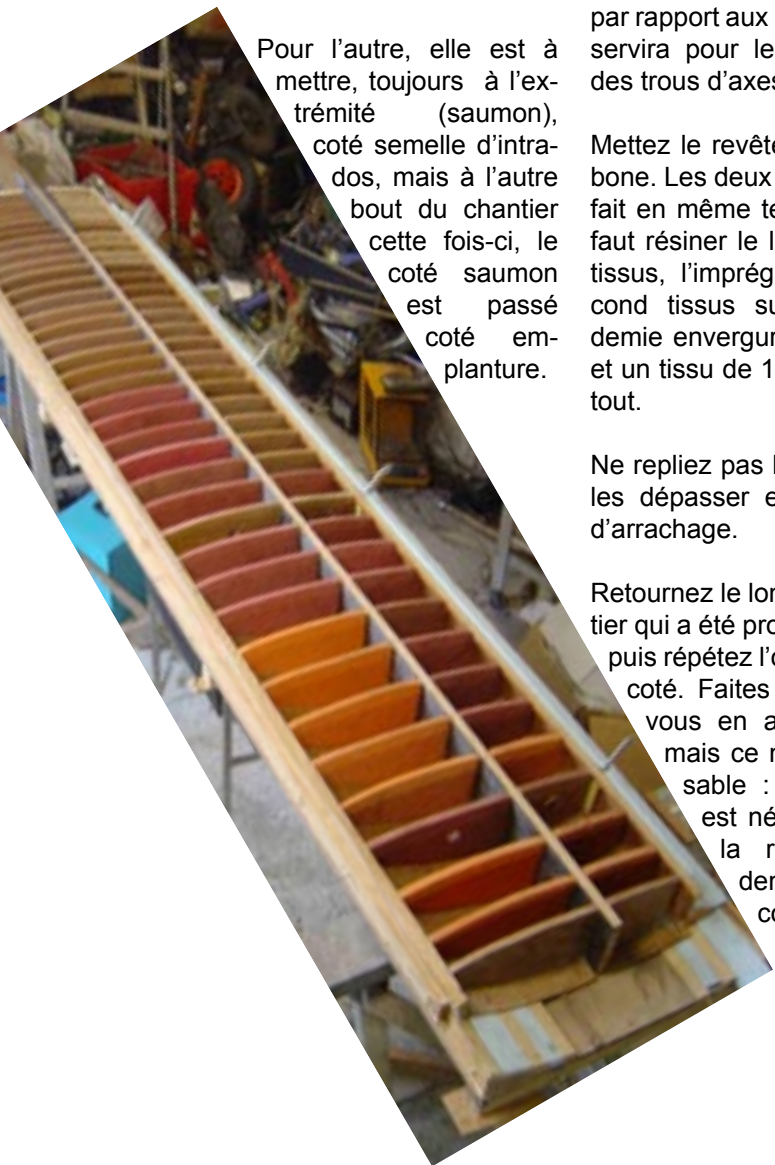 Pour l’autre, elle est à
mettre, toujours à l’ex-
trémité (saumon),
coté semelle d’intra-
dos, mais à l’autre
bout du chantier
cette fois-ci, le
coté saumon
est passé
coté em-
planture.
par rapport aux
servira pour le
des trous d’axes
Mettez le revête
bone. Les deux
fait en même te
faut résiner le l
tissus, l’imprég
cond tissus su
demie envergur
et un tissu de 1
tout.
Ne repliez pas l
les dépasser e
d’arrachage.
Retournez le lor
tier qui a été pro
puis répétez l’o
coté. Faites
vous en a
mais ce n
sable :
est né
la r
der
co